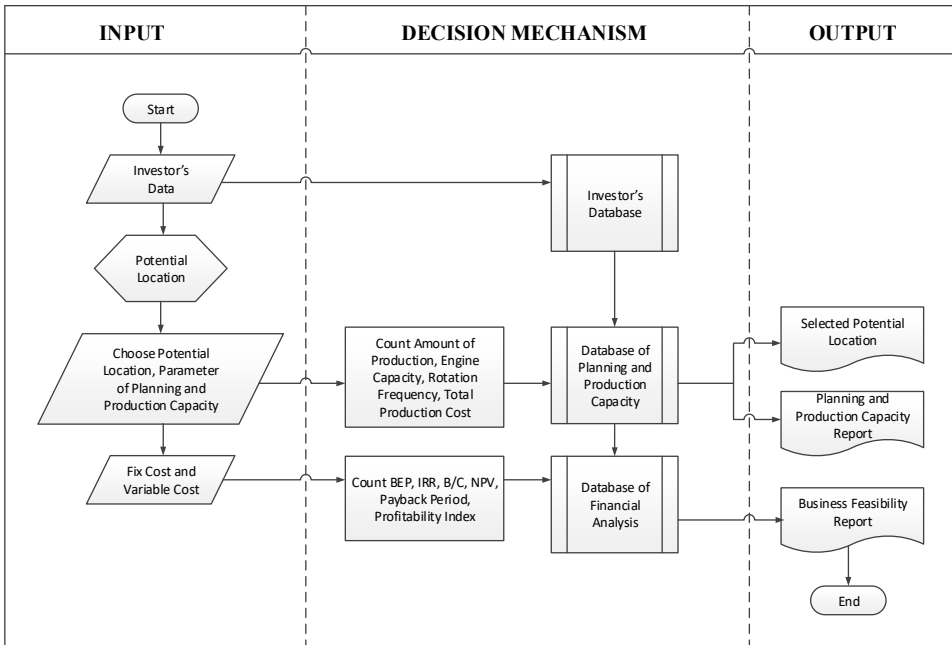 INPUT
DECISION MECHANISM
OUTPUT
Start
Investor's
Data
Investor's
Database
Potential
Location
Choose Potential
Location, Parameter
of Planning and
Production Capacity
Count Amount of
Production, Engine
Capacity, Rotation
Frequency, Total
Production Cost
Database of
Planning and
Production
Capacity
Selected Potential
Location
Planning and
Production Capacity
Report
Fix Cost and
Variable Cost
Count BEP, IRR, B/C, NPV,
Payback Period,
Profitability Index
Database of
Financial
Analysis
Business Feasibility
Report
End